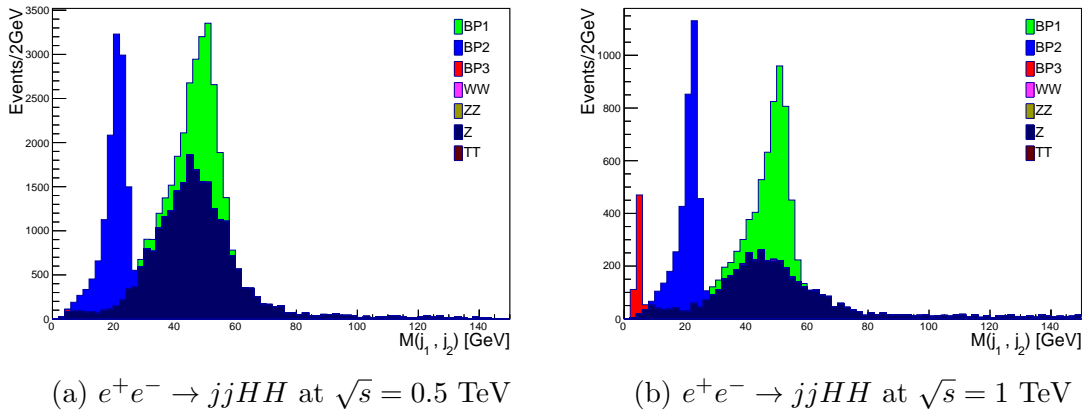 Events/2GeV
3500
3000
2500
2000
1500
1000
500
0
0 20 40 60 80 100 120 140
M(j₁, j₂) [GeV]
BP1
BP2
BP3
WW
ZZ
Z
TT
(a) e⁺e⁻ → jjHH at √s = 0.5 TeV
Events/2GeV
1000
800
600
400
200
0
0 20 40 60 80 100 120 140
M(j₁, j₂) [GeV]
BP1
BP2
BP3
WW
ZZ
Z
TT
(b) e⁺e⁻ → jjHH at √s = 1 TeV